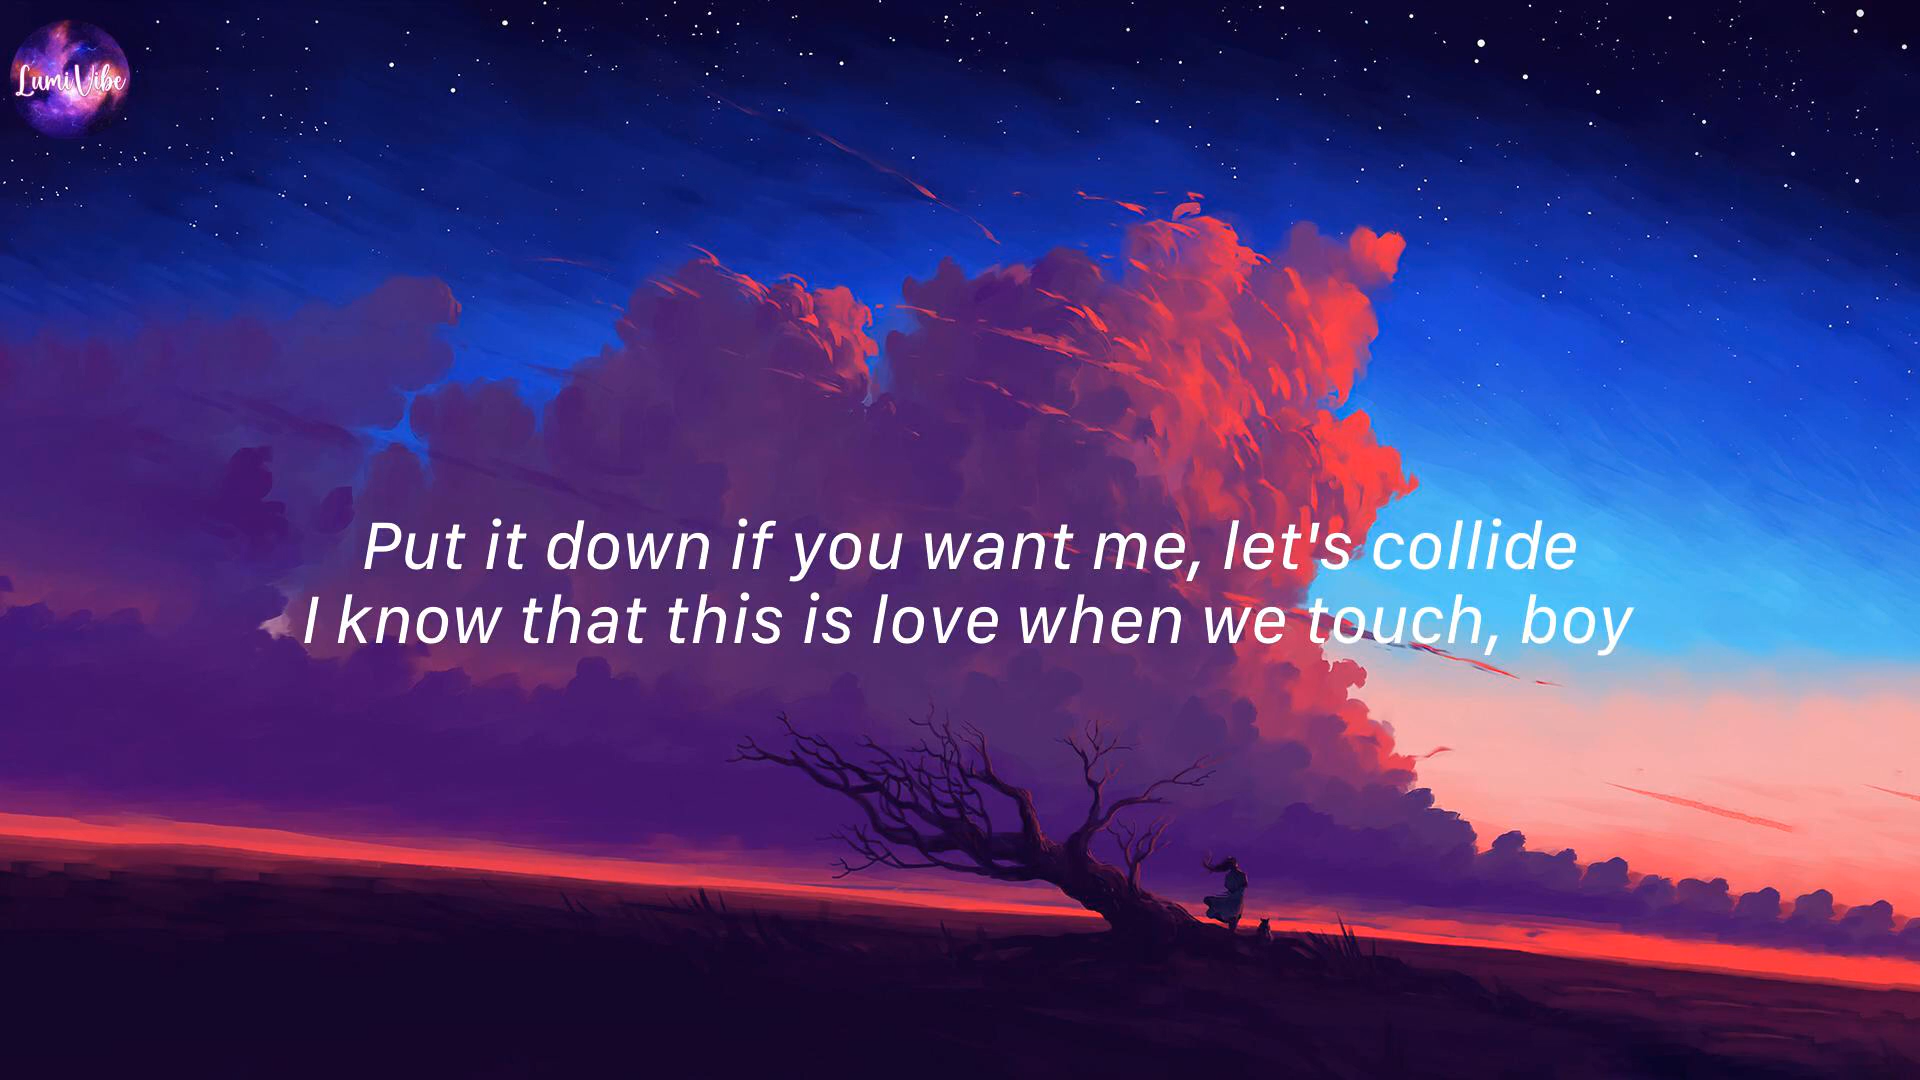 LumiVibe
Put it down if you want me, let's collide
I know that this is love when we touch, boy